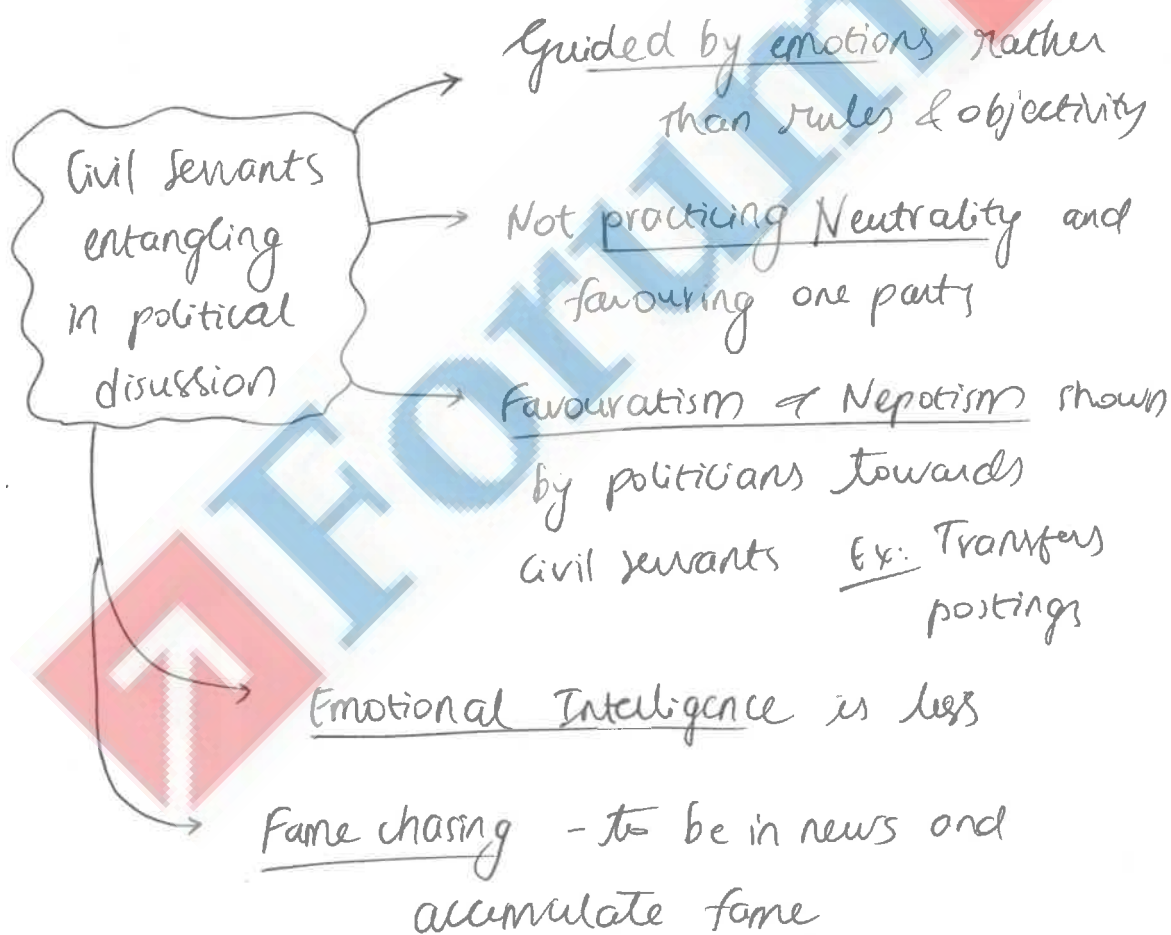 Guided by emotions rather
than rules & objectivity
Civil Servants
entangling
in political
disussion
Not practicing Neutrality and
favouring one party
Favouratism & Nepotism shown
by politicians towards
Civil servants Ex: Transfers
postings
Emotional Intelligence is less
Fame chasing - to be in news and
accumulate fame
Forum